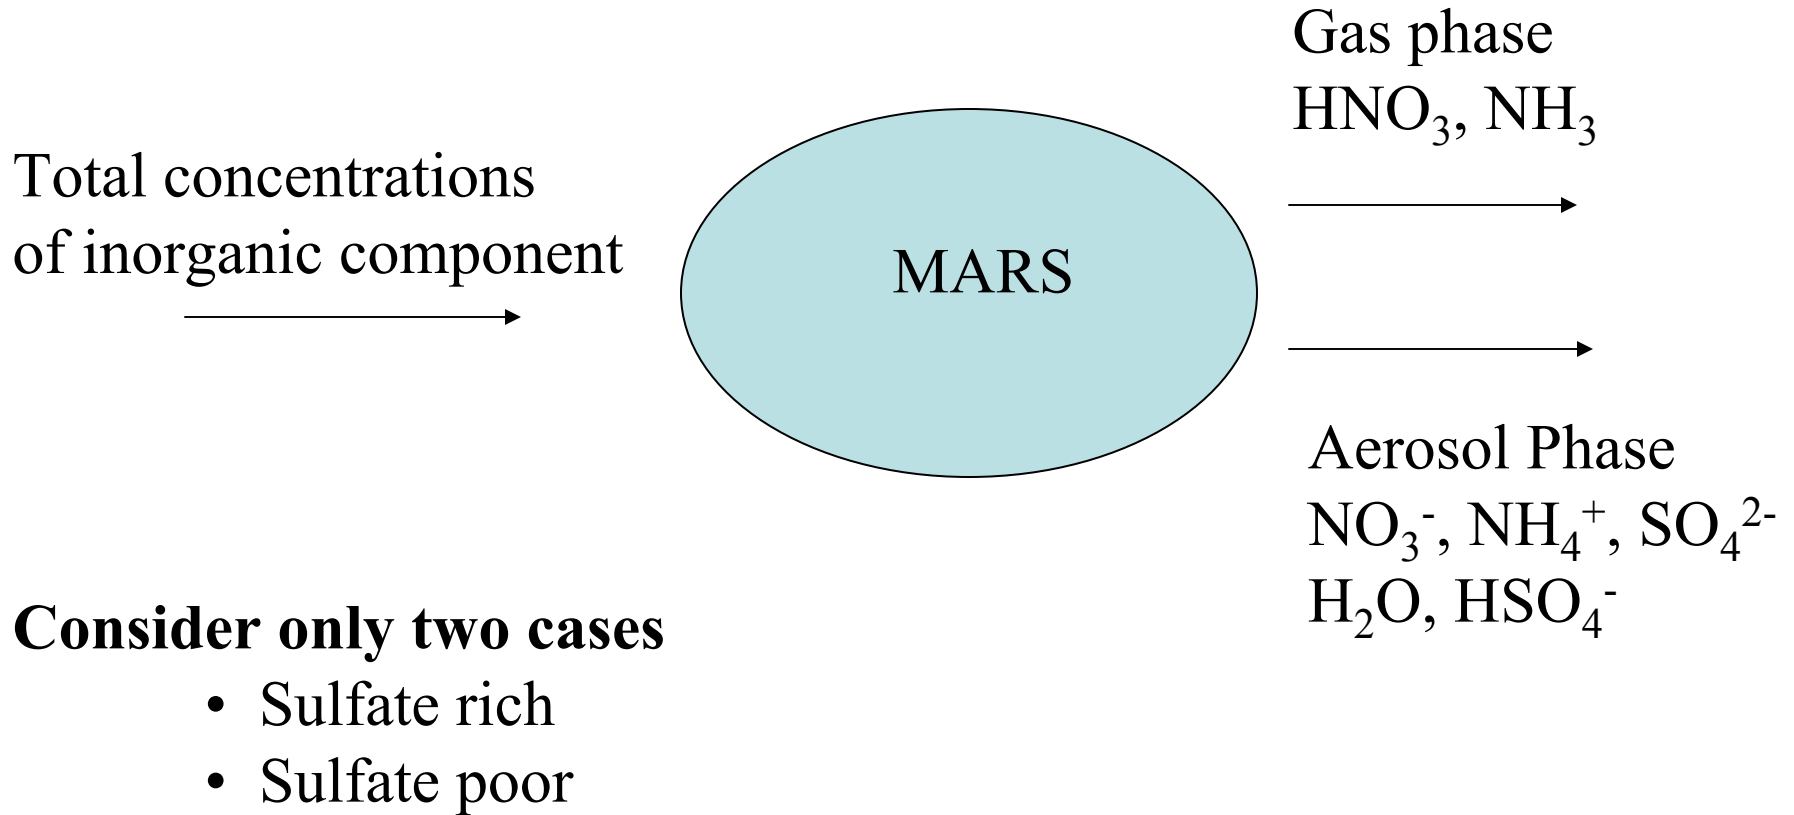 Gas phase
HNO₃, NH₃
Total concentrations
of inorganic component
MARS
Aerosol Phase
NO₃⁻, NH₄⁺, SO₄²⁻
H₂O, HSO₄⁻
Consider only two cases
• Sulfate rich
• Sulfate poor